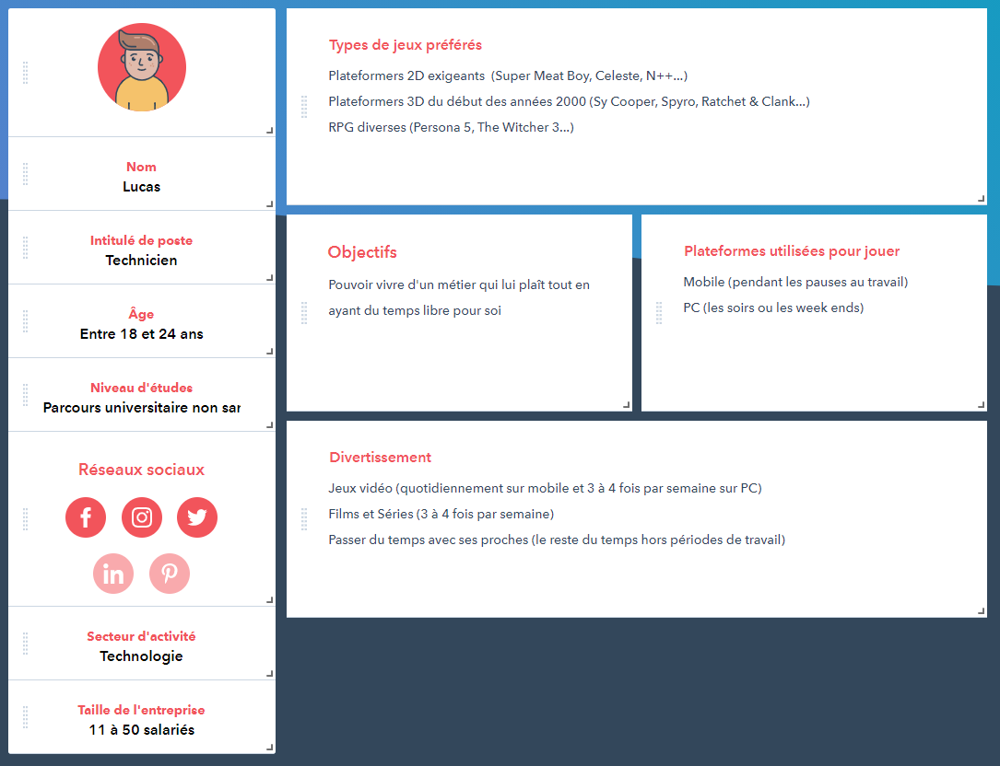 Nom
Lucas
Intitulé de poste
Technicien
Âge
Entre 18 et 24 ans
Niveau d'études
Parcours universitaire non
Réseaux sociaux
Secteur d'activité
Technologie
Taille de l'entreprise
11 à 50 salariés
Types de jeux préférés
Plateformers 2D exigeants (Super Meat Boy, Celeste, N++...)
Plateformers 3D du début des années 2000 (Sy Cooper, Spyro, Ratchet & Clank...)
RPG diverses (Persona 5, The Witcher 3...)
Objectifs
Pouvoir vivre d'un métier qui lui plaît tout en
ayant du temps libre pour soi
Plateformes utilisées pour jouer
Mobile (pendant les pauses au travail)
PC (les soirs ou les week ends)
Divertissement
Jeux vidéo (quotidiennement sur mobile et 3 à 4 fois par semaine sur PC)
Films et Séries (3 à 4 fois par semaine)
Passer du temps avec ses proches (le reste du temps hors périodes de travail)